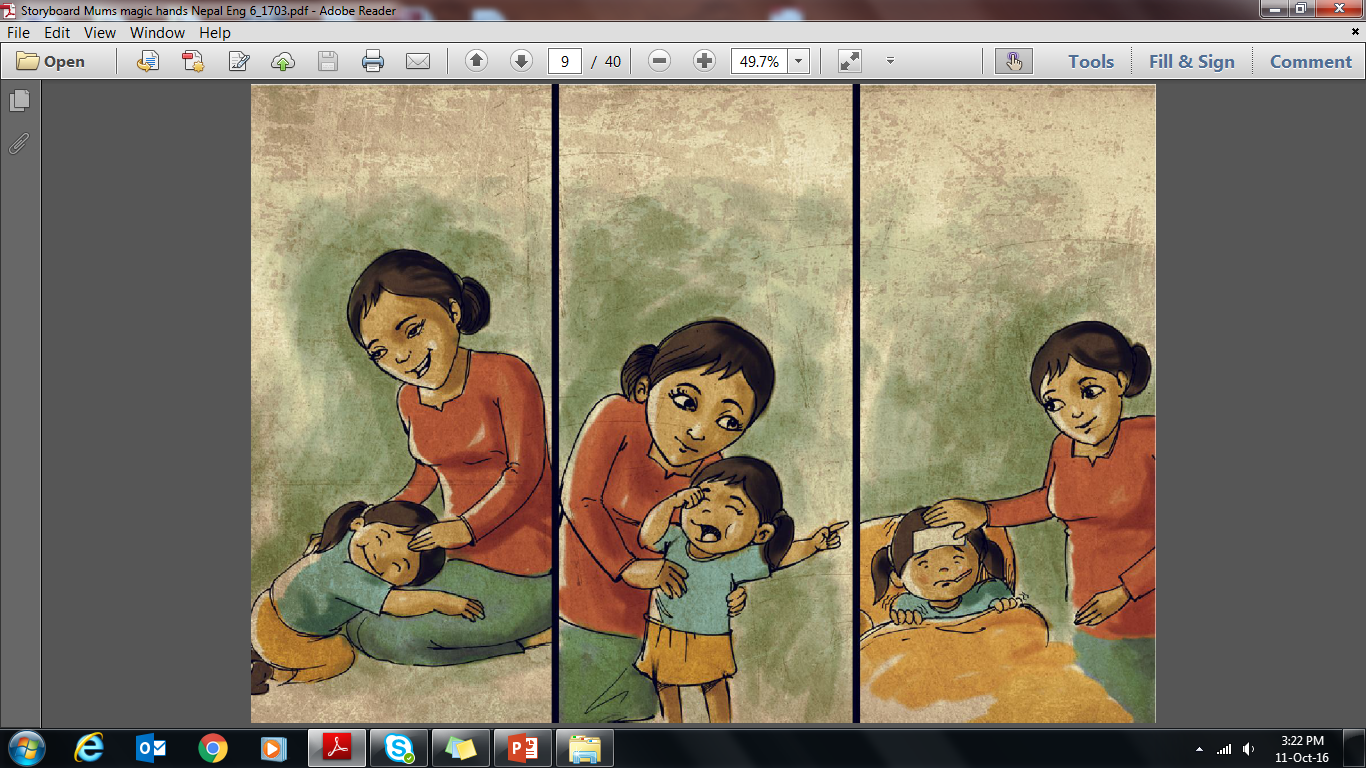 Storyboard Mums magic hands Nepal Eng 6_1703.pdf - Adobe Reader
File Edit View Window Help
Open 9 / 40 49.7% Tools Fill & Sign Comment
3:22 PM
11-Oct-16